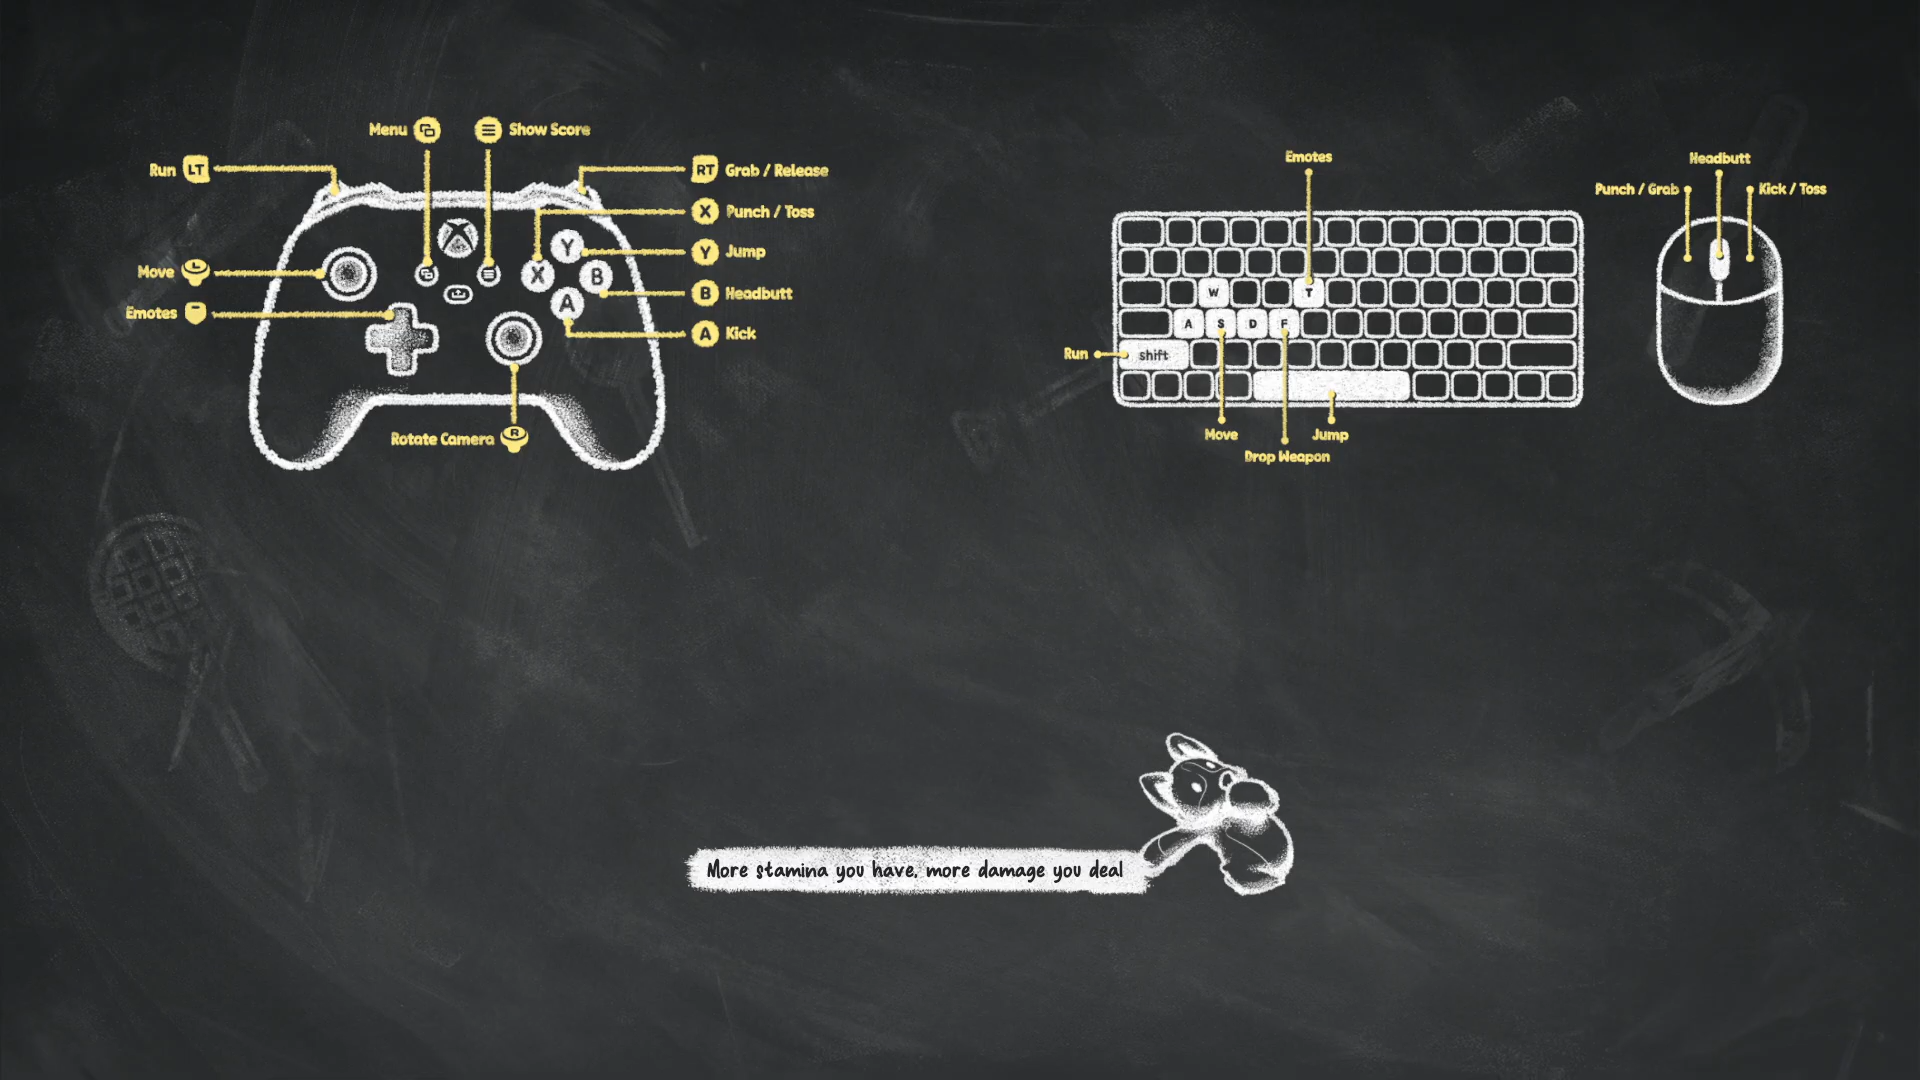 Menu
Show Score
Run LT
RT Grab / Release
X Punch / Toss
Y Jump
B Headbutt
A Kick
Move L
Emotes
Y
X
B
A
Rotate Camera R
Emotes
W
T
A
S
D
F
Run
shift
Move
Jump
Drop Weapon
Headbutt
Punch / Grab
Kick / Toss
More stamina you have, more damage you deal